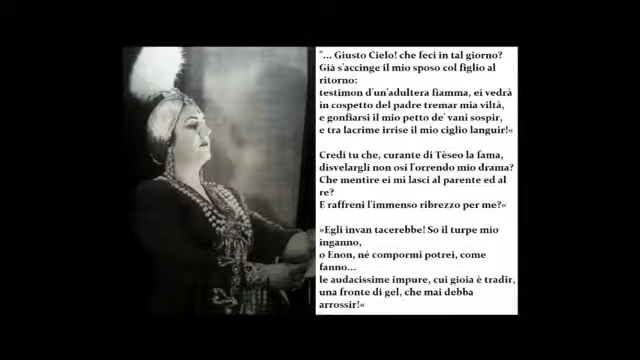 "... Giusto Cielo! che feci in tal giorno?
Già s'accinge il mio sposo col figlio al
ritorno:
testimon d'un'adultera fiamma, ei vedrà
in cospetto del padre tremar mia viltà,
e gonfiarsi il mio petto de' vani sospir,
e tra lacrime irrise il mio ciglio languir!«
Credi tu che, curante di Tèseo la fama,
disvelargli non osi l'orrendo mio drama?
Che mentire ei mi lasci al parente ed al
re?
E raffreni l'immenso ribrezzo per me?«
»Egli invan tacerebbe! So il turpe mio
inganno,
o Enon, né compormi potrei, come
fanno...
le audacissime impure, cui gioia è tradir,
una fronte di gel, che mai debba
arrossir!«